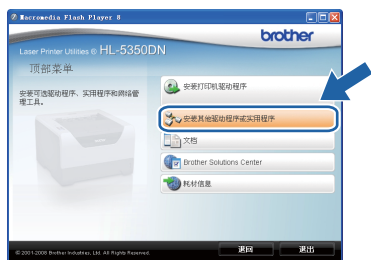 Macromedia Flash Player 8
brother
Laser Printer Utilities ® HL-5350DN
顶部菜单
安装可选驱动程序、实用程序和网络管理工具。
安装打印机驱动程序
安装其他驱动程序或实用程序
文档
Brother Solutions Center
耗材信息
© 2001-2008 Brother Industries, Ltd. All Rights Reserved.
退回
退出